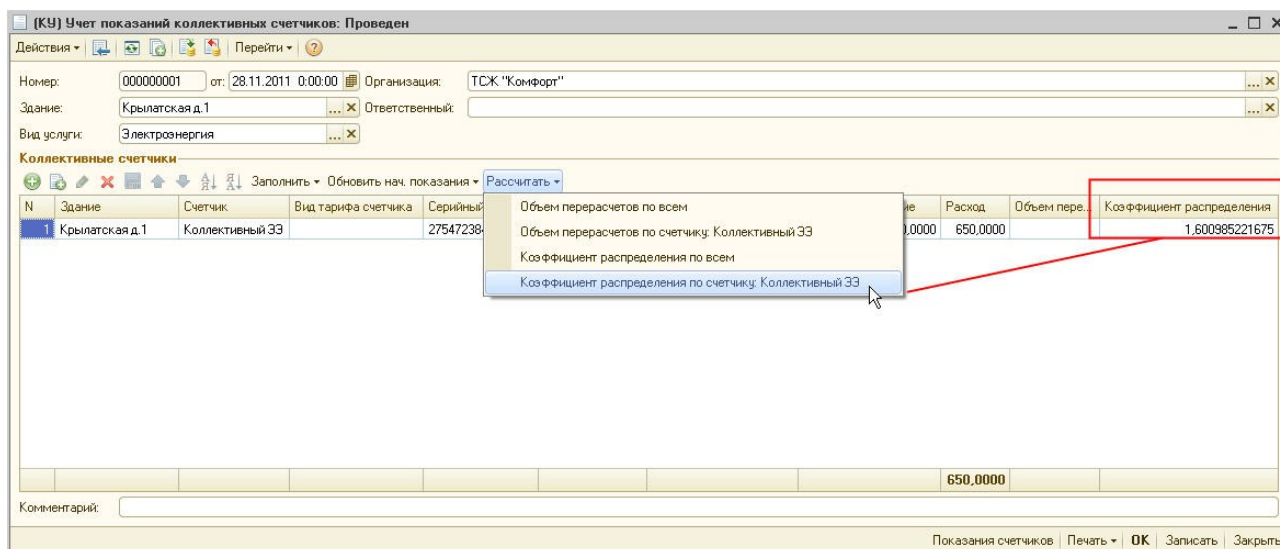 (КУ) Учет показаний коллективных счетчиков: Проведен
Действия Перейти
Номер: 000000001 от: 28.11.2011 0:00:00 Организация: ТСЖ "Комфорт"
Здание: Крылатская д.1 Ответственный:
Вид услуги: Электроэнергия
Коллективные счетчики
Заполнить Обновить нач. показания Рассчитать
N Здание Счетчик Вид тарифа счетчика Серийный Расход Объем пере... Коэффициент распределения
1 Крылатская д.1 Коллективный ЭЭ 650,0000 1,600985221675
Объем перерасчетов по всем
Объем перерасчетов по счетчику: Коллективный ЭЭ
Коэффициент распределения по всем
Коэффициент распределения по счетчику: Коллективный ЭЭ
650,0000
Комментарий:
Показания счетчиков Печать OK Записать Закрыть